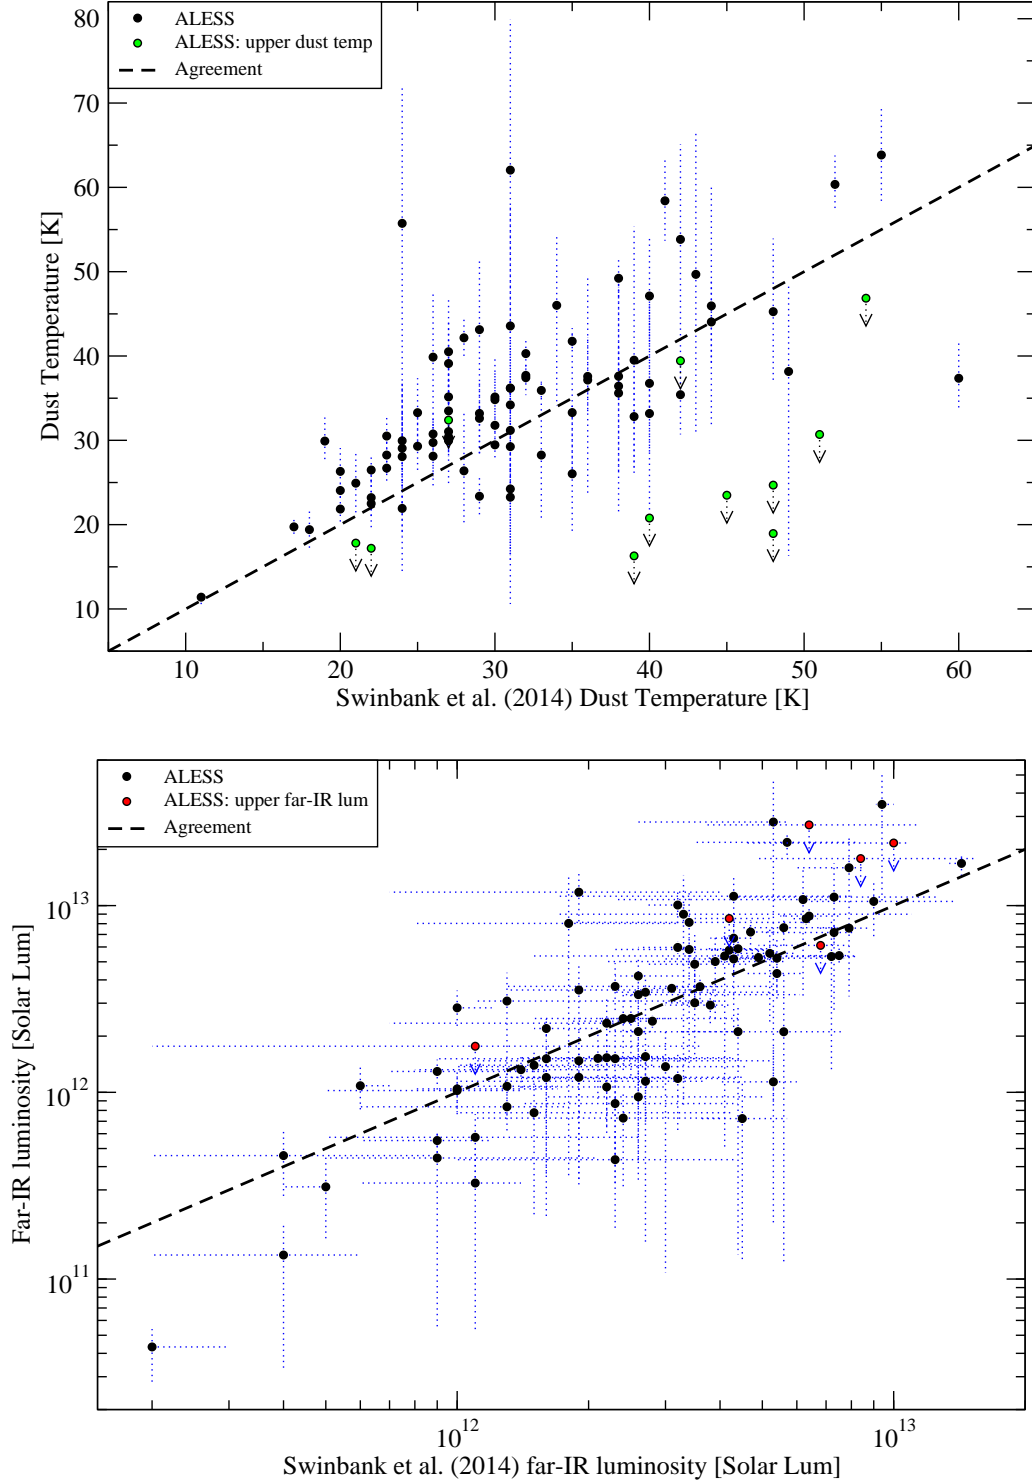 ALESS
ALESS: upper dust temp
Agreement
80
70
60
50
40
30
20
10
Dust Temperature [K]
10 20 30 40 50 60
Swinbank et al. (2014) Dust Temperature [K]
ALESS
ALESS: upper far-IR lum
Agreement
10^13
10^12
10^11
Far-IR luminosity [Solar Lum]
10^12 10^13
Swinbank et al. (2014) far-IR luminosity [Solar Lum]